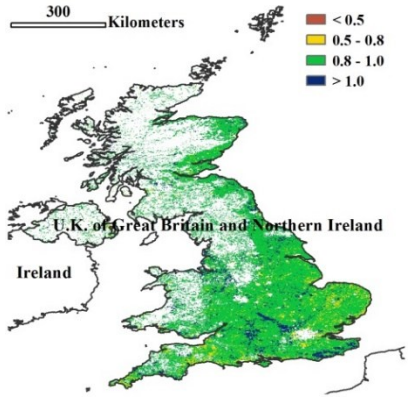 300
Kilometers
< 0.5
0.5 - 0.8
0.8 - 1.0
> 1.0
U.K. of Great Britain and Northern Ireland
Ireland